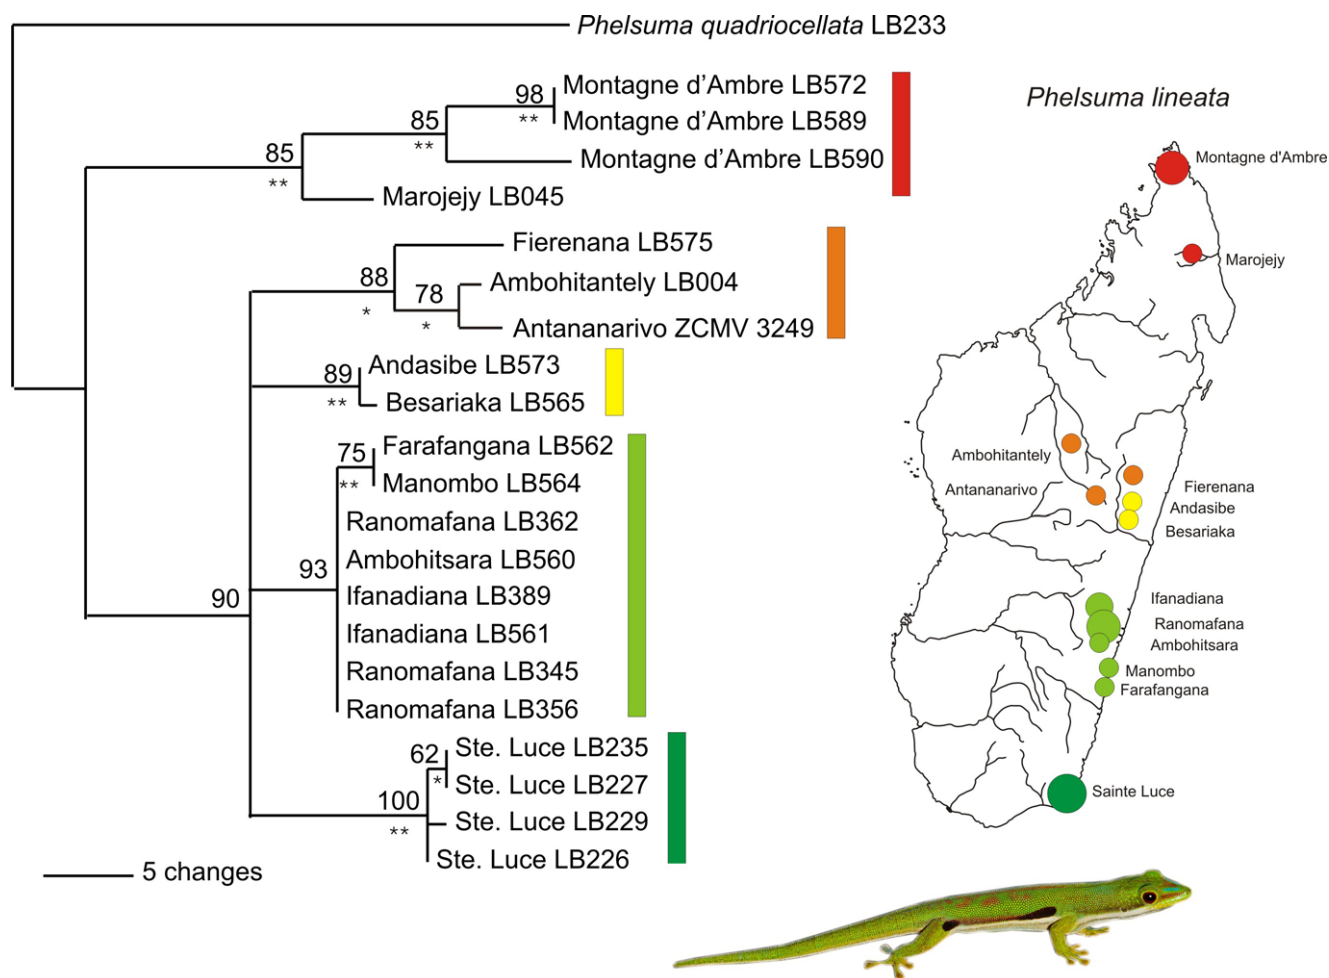 Phelsuma quadriocellata LB233
98
Montagne d'Ambre LB572
**
Montagne d'Ambre LB589
85
**
Montagne d'Ambre LB590
85
**
Marojejy LB045
Fierenana LB575
88
*
Ambohitantely LB004
78
*
Antananarivo ZCMV 3249
Andasibe LB573
89
**
Besariaka LB565
Farafangana LB562
75
**
Manombo LB564
Ranomafana LB362
Ambohitsara LB560
93
Ifanadiana LB389
90
Ifanadiana LB561
Ranomafana LB345
Ranomafana LB356
Ste. Luce LB235
62
*
Ste. Luce LB227
100
**
Ste. Luce LB229
Ste. Luce LB226
5 changes
Phelsuma lineata
Montagne d'Ambre
Marojejy
Ambohitantely
Antananarivo
Fierenana
Andasibe
Besariaka
Ifanadiana
Ranomafana
Ambohitsara
Manombo
Farafangana
Sainte Luce